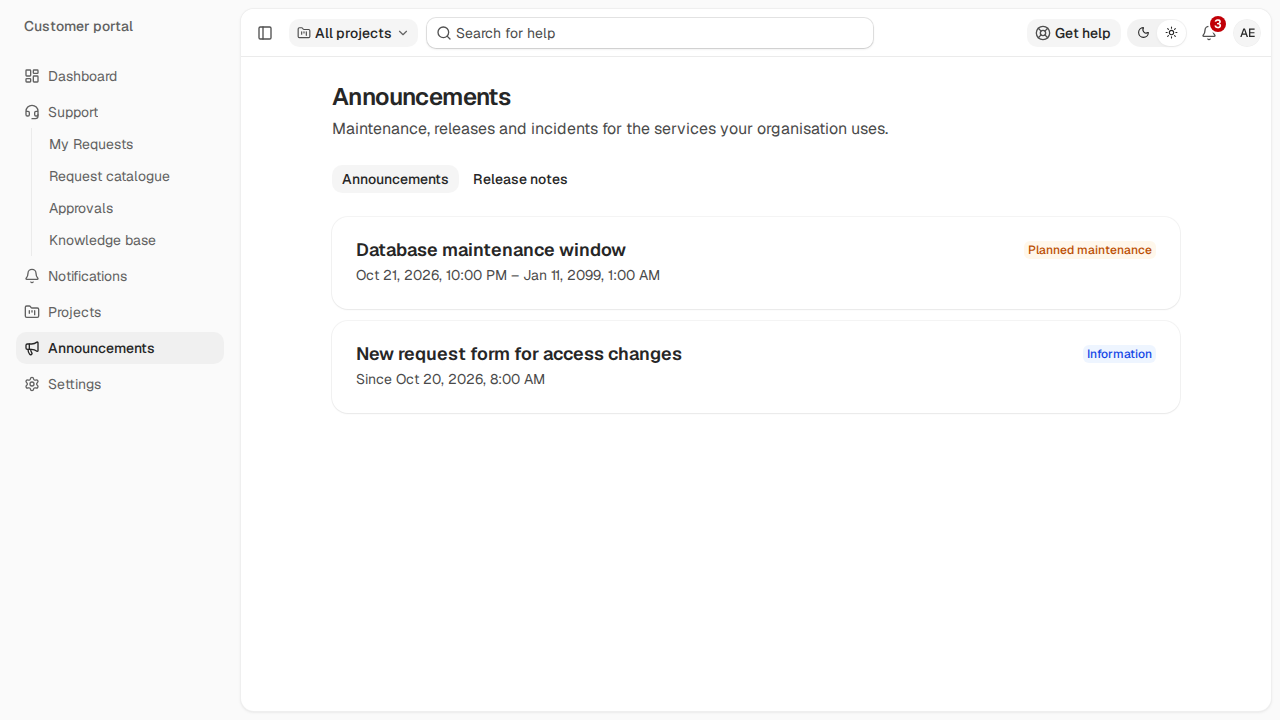 Customer portal
All projects
Search for help
Get help
3
AE
Dashboard
Support
My Requests
Request catalogue
Approvals
Knowledge base
Notifications
Projects
Announcements
Settings
Announcements
Maintenance, releases and incidents for the services your organisation uses.
Announcements
Release notes
Database maintenance window
Planned maintenance
Oct 21, 2026, 10:00 PM – Jan 11, 2099, 1:00 AM
New request form for access changes
Information
Since Oct 20, 2026, 8:00 AM